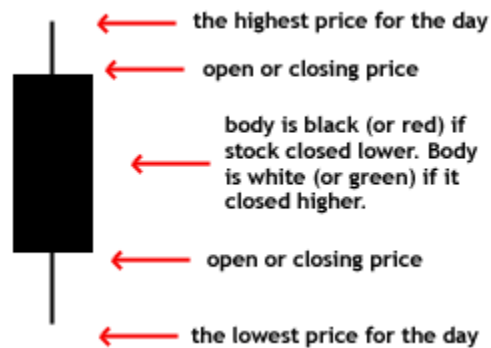 the highest price for the day
open or closing price
body is black (or red) if
stock closed lower. Body
is white (or green) if it
closed higher.
open or closing price
the lowest price for the day